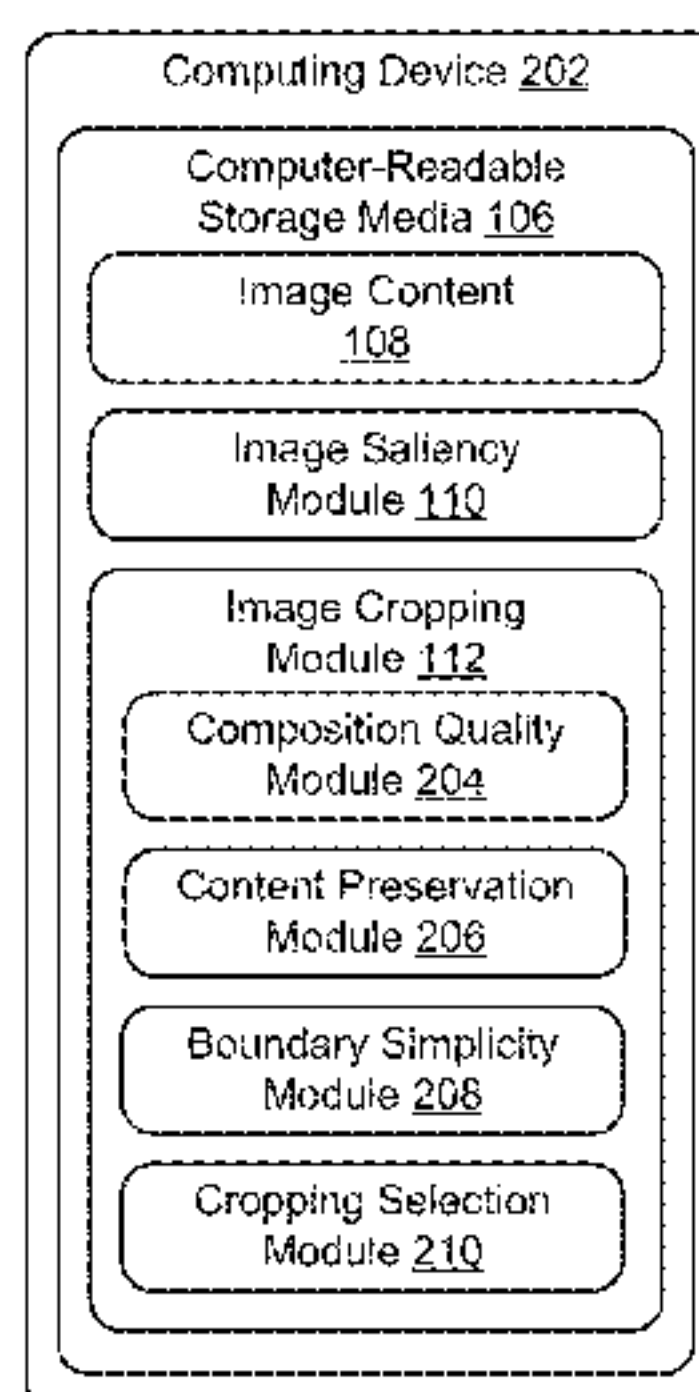 Computing Device 202
Computer-Readable
Storage Media 106
Image Content
108
Image Saliency
Module 110
Image Cropping
Module 112
Composition Quality
Module 204
Content Preservation
Module 206
Boundary Simplicity
Module 208
Cropping Selection
Module 210